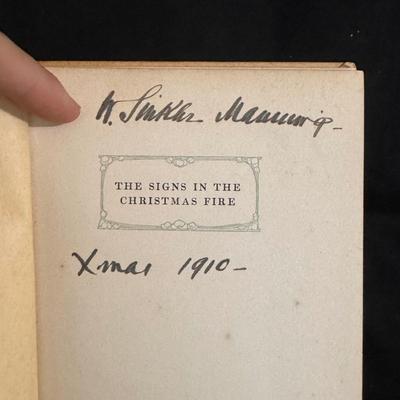 W. Sinkler Manning -
THE SIGNS IN THE
CHRISTMAS FIRE
Xmas 1910 -